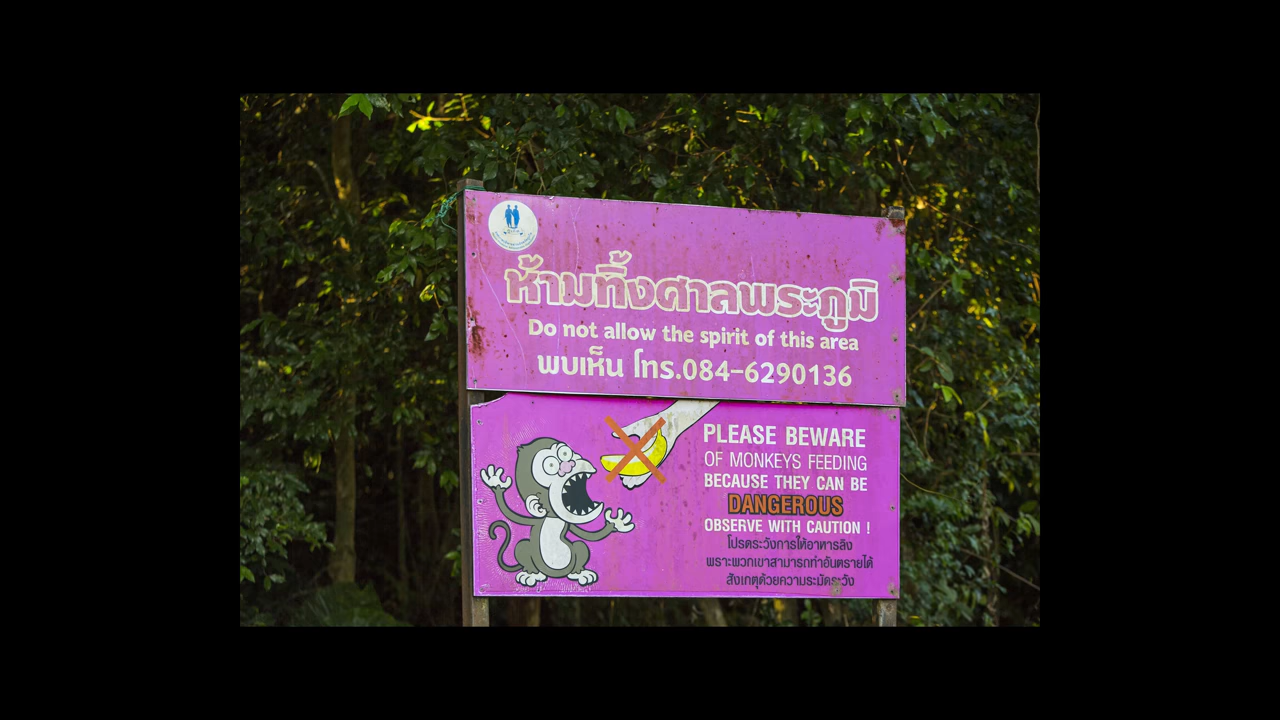 ห้ามทิ้งศาลพระภูมิ
Do not allow the spirit of this area
พบเห็น โทร.084-6290136
PLEASE BEWARE
OF MONKEYS FEEDING
BECAUSE THEY CAN BE
DANGEROUS
OBSERVE WITH CAUTION !
โปรดระวังการให้อาหารลิง
เพราะพวกเขาสามารถทำอันตรายได้
สังเกตุด้วยความระมัดระวัง